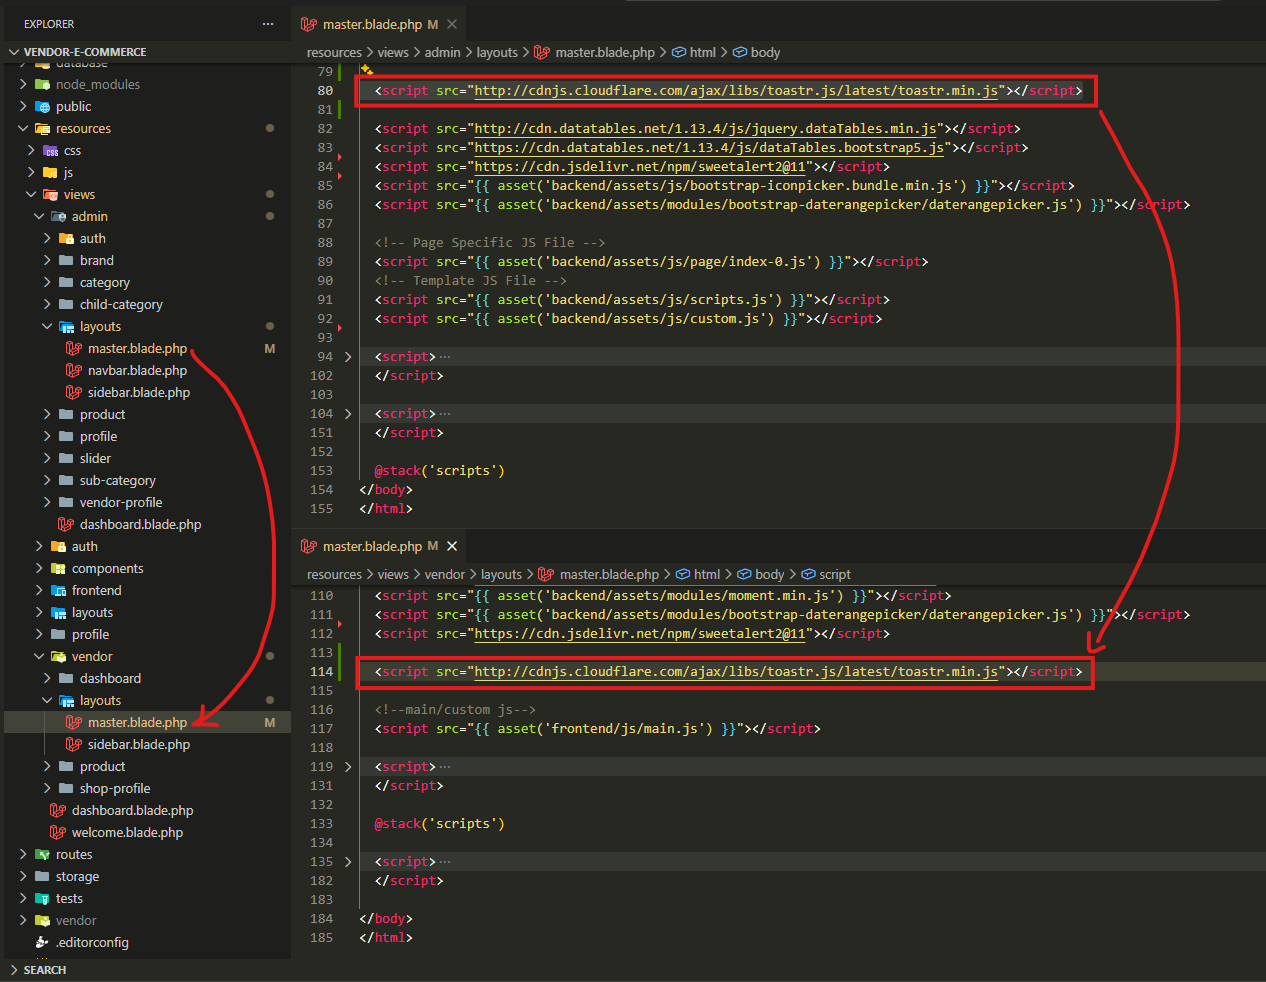 EXPLORER
VENDOR-E-COMMERCE
database
node_modules
public
resources
css
js
views
admin
auth
brand
category
child-category
layouts
master.blade.php M
navbar.blade.php
sidebar.blade.php
product
profile
slider
sub-category
vendor-profile
dashboard.blade.php
auth
components
frontend
layouts
profile
vendor
dashboard
layouts
master.blade.php M
sidebar.blade.php
product
shop-profile
dashboard.blade.php
welcome.blade.php
routes
storage
tests
vendor
.editorconfig
SEARCH
master.blade.php M
resources > views > admin > layouts > master.blade.php > html > body
79
80 <script src="http://cdnjs.cloudflare.com/ajax/libs/toastr.js/latest/toastr.min.js"></script>
81
82 <script src="http://cdn.datatables.net/1.13.4/js/jquery.dataTables.min.js"></script>
83 <script src="https://cdn.datatables.net/1.13.4/js/dataTables.bootstrap5.js"></script>
84 <script src="https://cdn.jsdelivr.net/npm/sweetalert2@11"></script>
85 <script src="{{ asset('backend/assets/js/bootstrap-iconpicker.bundle.min.js') }}"></script>
86 <script src="{{ asset('backend/assets/modules/bootstrap-daterangepicker/daterangepicker.js') }}"></script>
87
88 <!-- Page Specific JS File -->
89 <script src="{{ asset('backend/assets/js/page/index-0.js') }}"></script>
90 <!-- Template JS File -->
91 <script src="{{ asset('backend/assets/js/scripts.js') }}"></script>
92 <script src="{{ asset('backend/assets/js/custom.js') }}"></script>
93
94 <script> ...
102 </script>
103
104 <script> ...
151 </script>
152
153 @stack('scripts')
154 </body>
155 </html>
master.blade.php M
resources > views > vendor > layouts > master.blade.php > html > body > script
110 <script src="{{ asset('backend/assets/modules/moment.min.js') }}"></script>
111 <script src="{{ asset('backend/assets/modules/bootstrap-daterangepicker/daterangepicker.js') }}"></script>
112 <script src="https://cdn.jsdelivr.net/npm/sweetalert2@11"></script>
113
114 <script src="http://cdnjs.cloudflare.com/ajax/libs/toastr.js/latest/toastr.min.js"></script>
115
116 <!--main/custom js-->
117 <script src="{{ asset('frontend/js/main.js') }}"></script>
118
119 <script> ...
131 </script>
132
133 @stack('scripts')
134
135 <script> ...
182 </script>
183
184 </body>
185 </html>